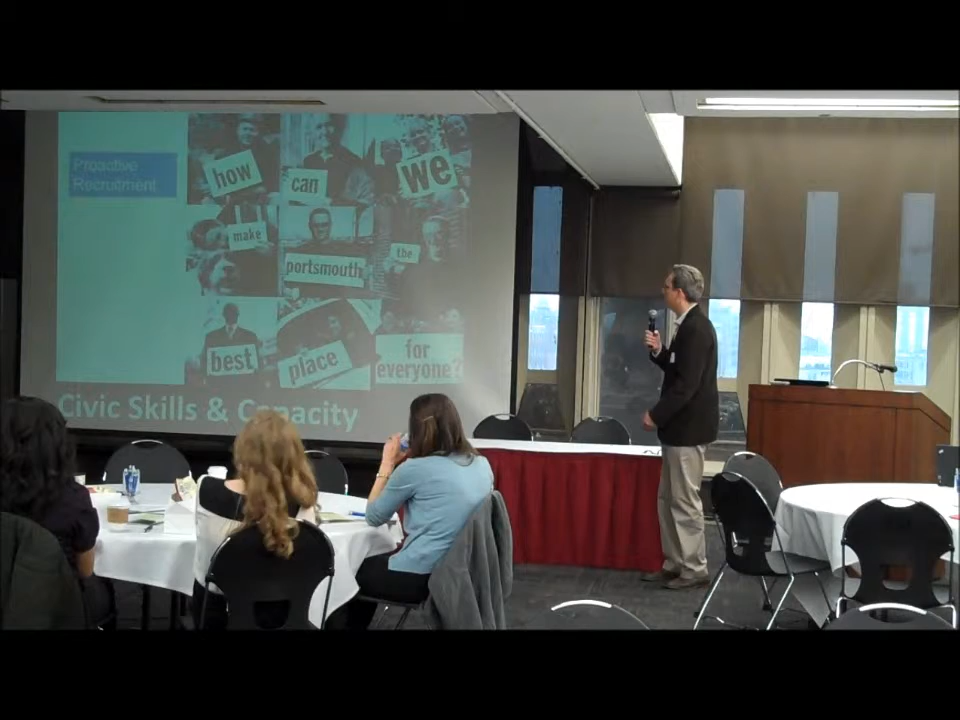 Proactive
Recruitment
how
can
we
make
portsmouth
the
best
place
for
everyone?
Civic Skills & Capacity